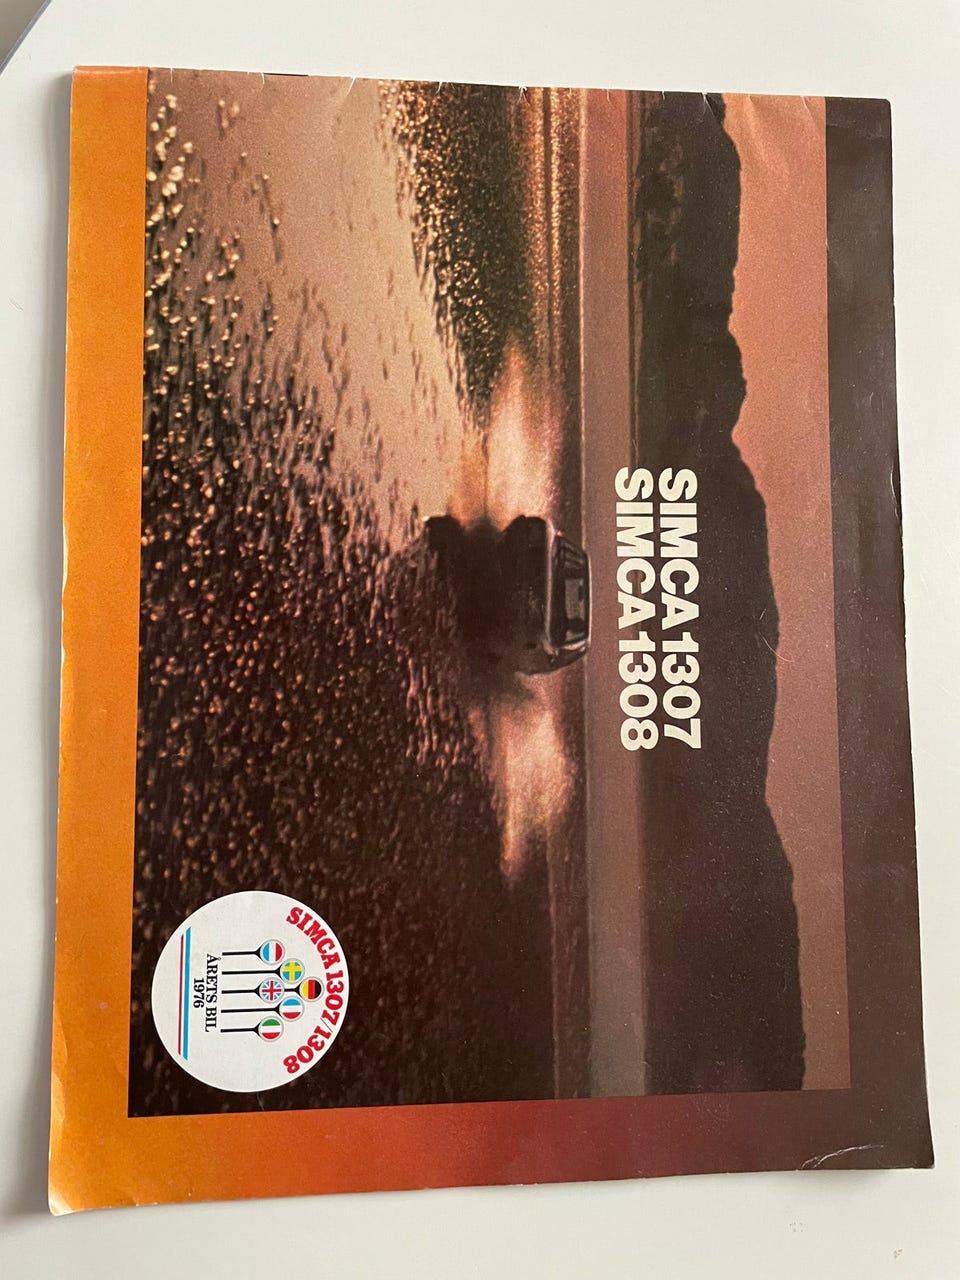 SIMCA 1307
SIMCA 1308
SIMCA 1307/1308
ÅRETS BIL
1976